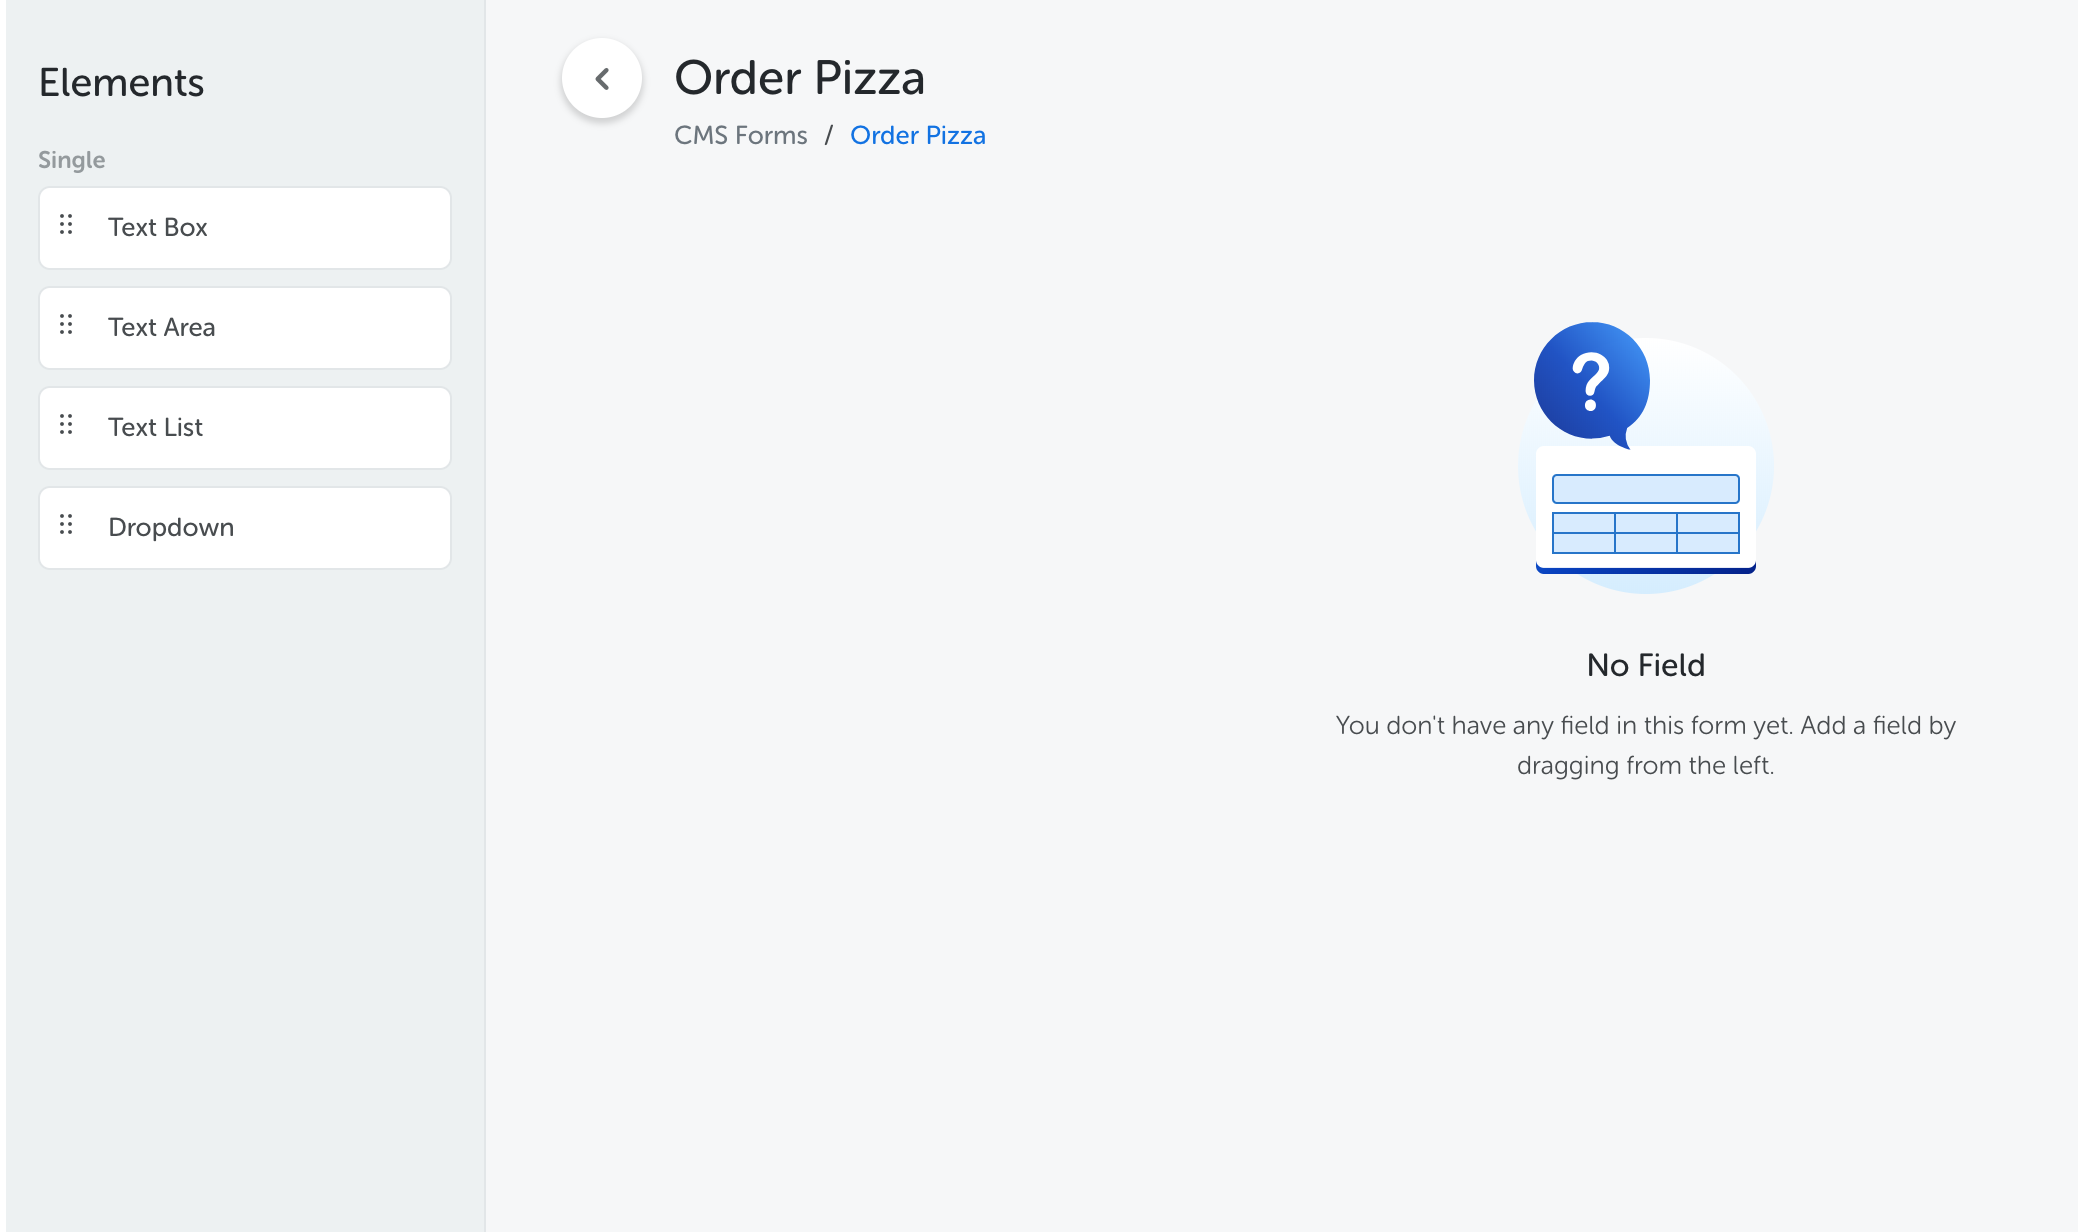 Elements
Single
Text Box
Text Area
Text List
Dropdown
Order Pizza
CMS Forms / Order Pizza
?
No Field
You don't have any field in this form yet. Add a field by
dragging from the left.